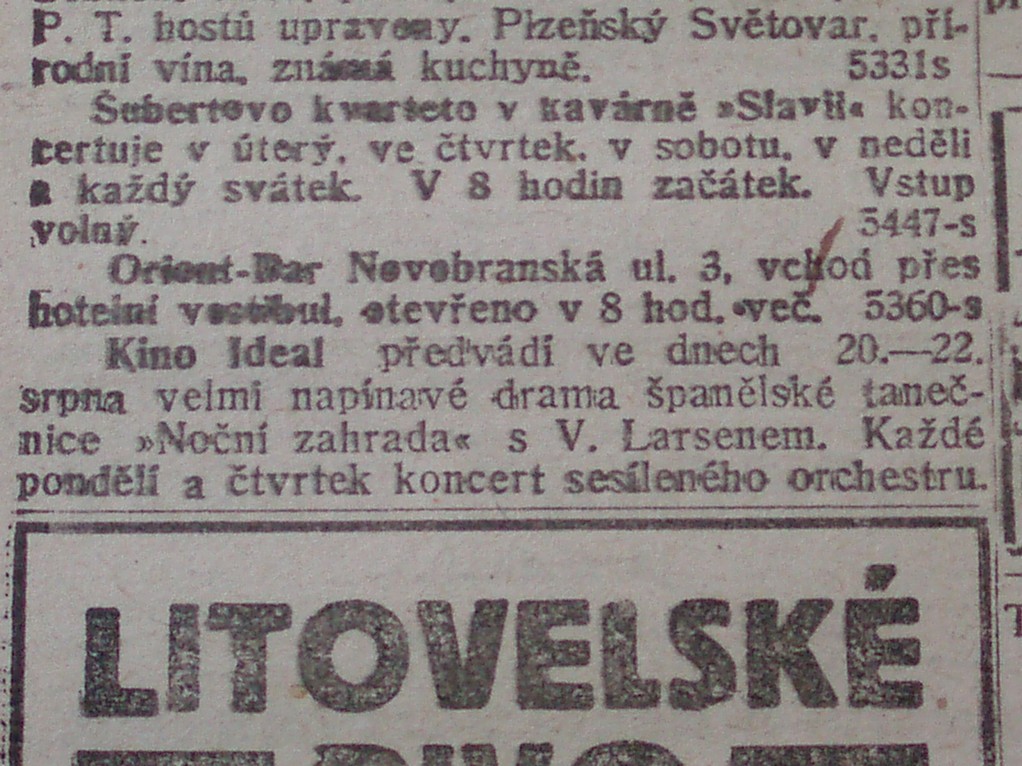 P. T. hostů upraveny. Plzeňský Světovar, pří-
rodní vína, známá kuchyně. 5331s
Šubertovo kvarteto v kavárně »Slavii« kon-
certuje v úterý, ve čtvrtek, v sobotu, v neděli
a každý svátek. V 8 hodin začátek. Vstup
volný. 5447-s
Orient-Bar Novobranská ul. 3, vchod přes
hotelní vestibul, otevřeno v 8 hod. več. 5360-s
Kino Ideal předvádí ve dnech 20.—22.
srpna velmi napínavé drama španělské taneč-
nice »Noční zahrada« s V. Larsenem. Každé
pondělí a čtvrtek koncert sesíleného orchestru.
LITOVELSKÉ